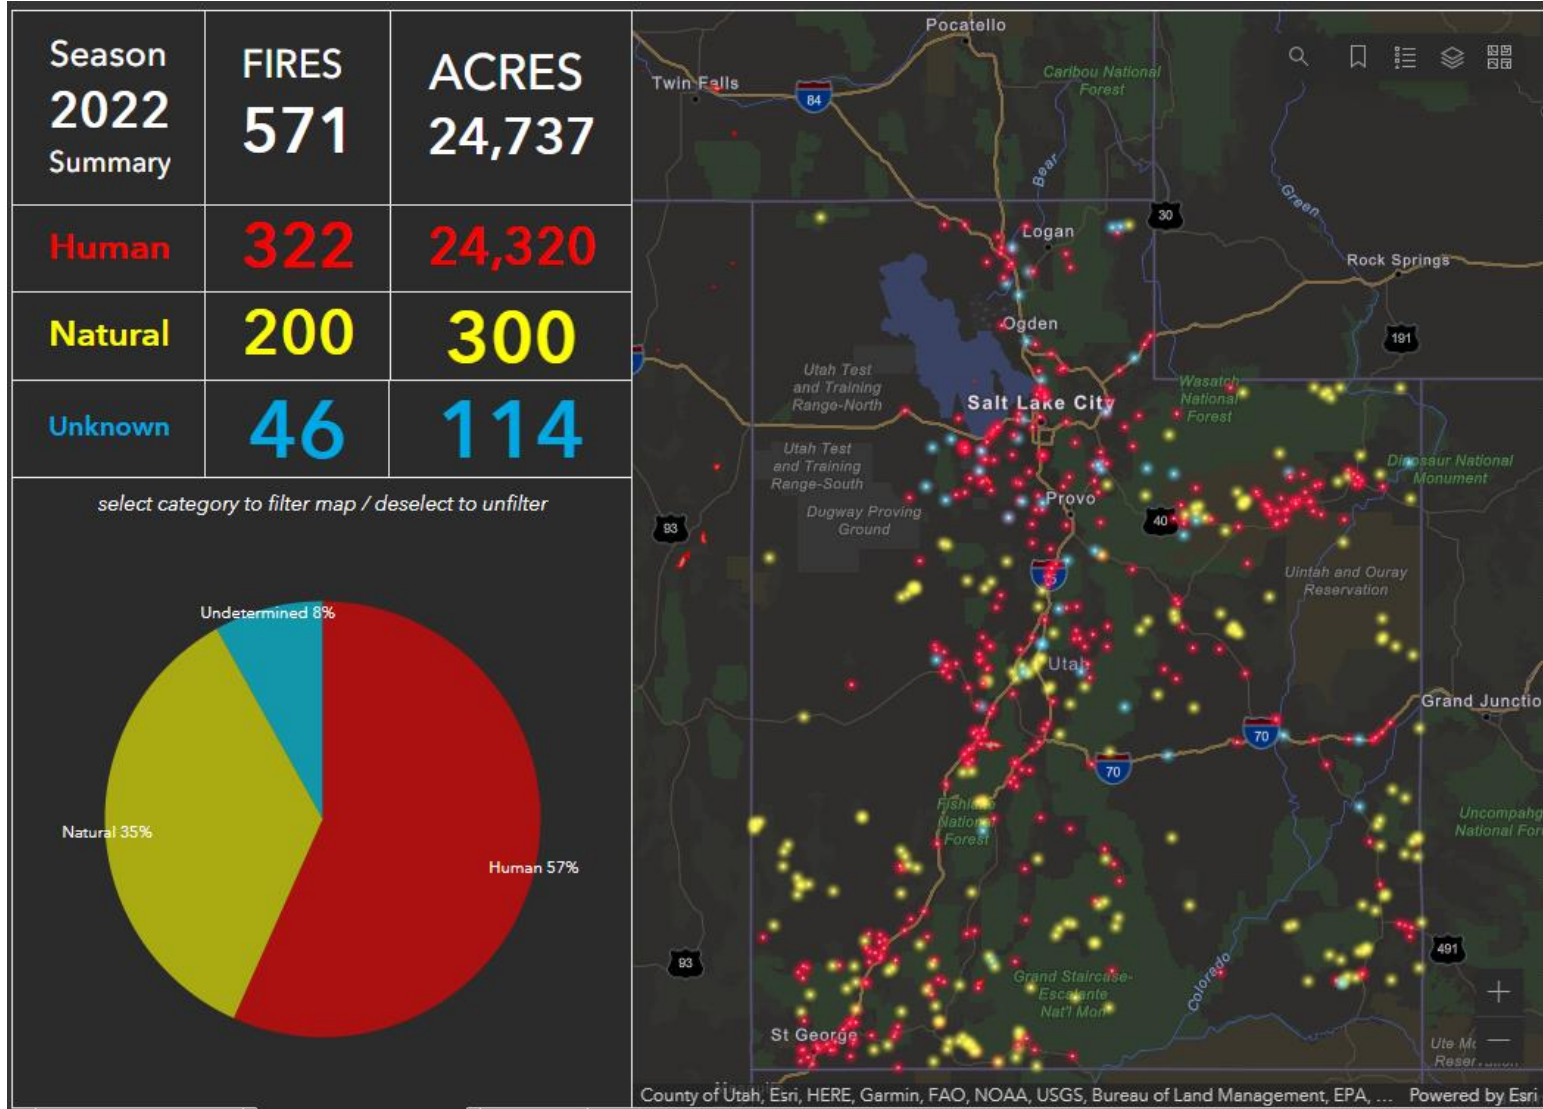 Season
2022
Summary
FIRES
571
ACRES
24,737
Human
322
24,320
Natural
200
300
Unknown
46
114
select category to filter map / deselect to unfilter
Undetermined 8%
Natural 35%
Human 57%
Pocatello
Twin Falls
84
Caribou National
Forest
Bear
Green
30
Logan
Rock Springs
Ogden
191
Utah Test
and Training
Range-North
Wasatch
National
Forest
Salt Lake City
Utah Test
and Training
Range-South
Dinosaur National
Monument
Provo
Dugway Proving
Ground
93
40
15
Uintah and Ouray
Reservation
Utah
Grand Junctio
70
70
Fishlake
National
Forest
Uncompahg
National For
93
491
Grand Staircase-
Escalante
Nat'l Mon
Colorado
St George
Ute Mo
Reser
County of Utah, Esri, HERE, Garmin, FAO, NOAA, USGS, Bureau of Land Management, EPA, ...
Powered by Esri